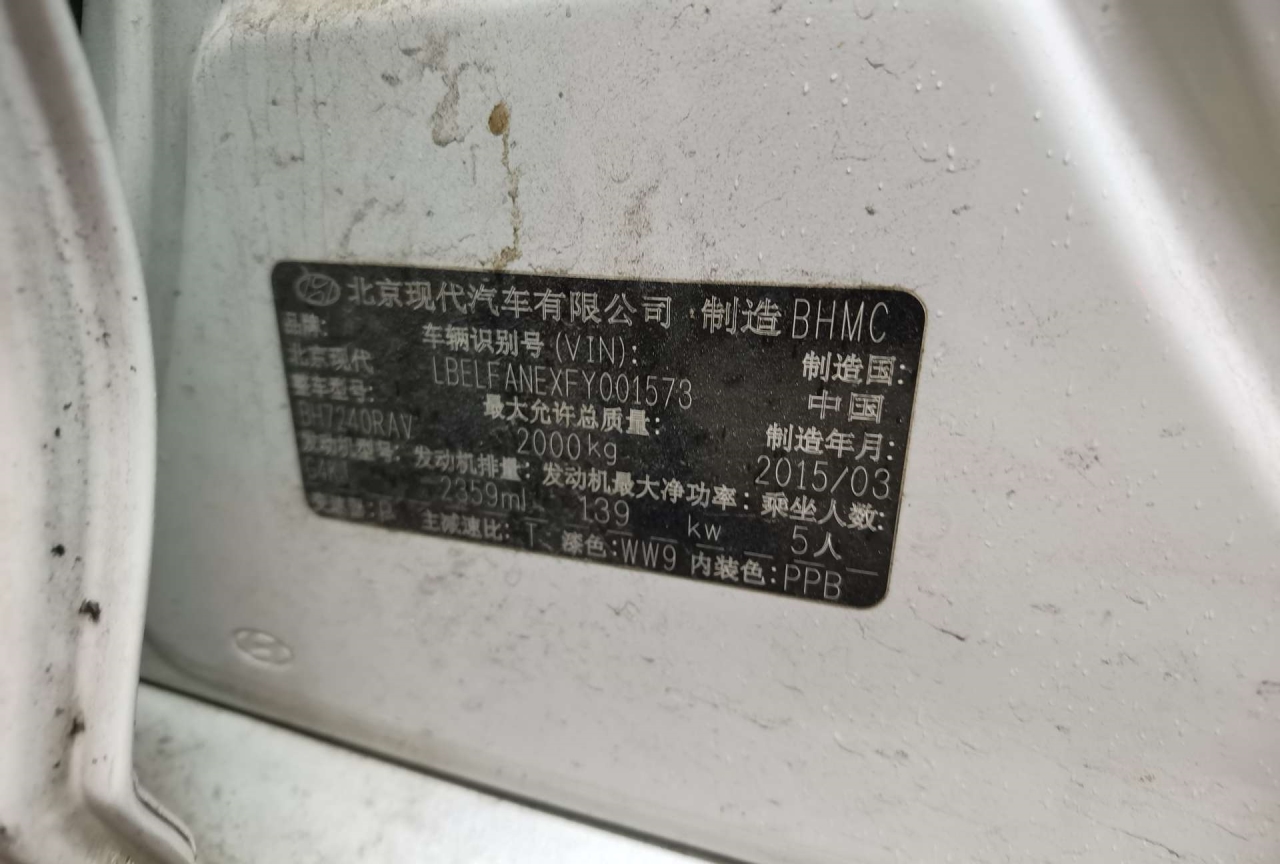 北京现代汽车有限公司 制造 BHMC
品牌: 车辆识别号(VIN): 制造国:
北京现代 LBELFANEXFY001573 中国
整车型号: 最大允许总质量: 制造年月:
BH7240RAV 2000kg 2015/03
发动机型号: 发动机排量: 发动机最大净功率: 乘坐人数:
2359ml 139 kw 5人
主减速比: T 漆色: WW9 内装色: PPB